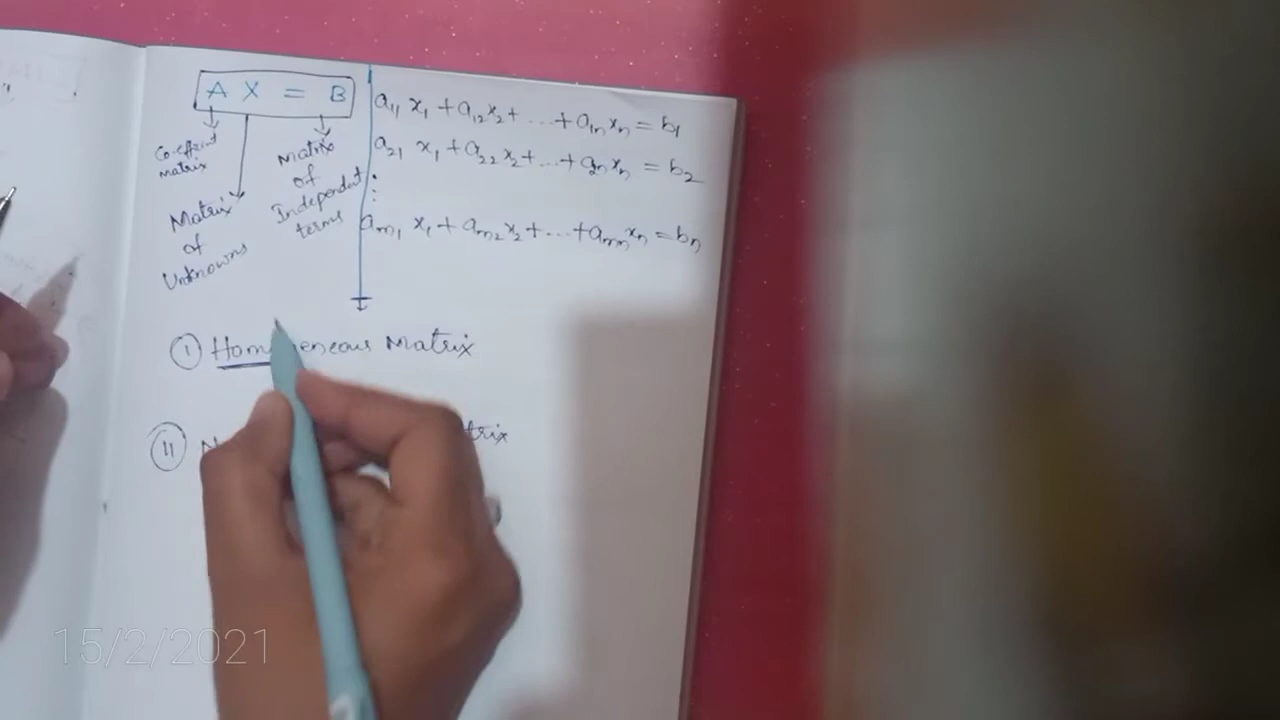 A X = B
Co-effient
matrix
Matrix
of
Unknowns
Matrix
of
Independent
terms
a11 x1 + a12 x2 + ... + a1n xn = b1
a21 x1 + a22 x2 + ... + a2n xn = b2
⋮
am1 x1 + am2 x2 + ... + amn xn = bn
I Hom eneous Matrix
II N trix
15/2/2021